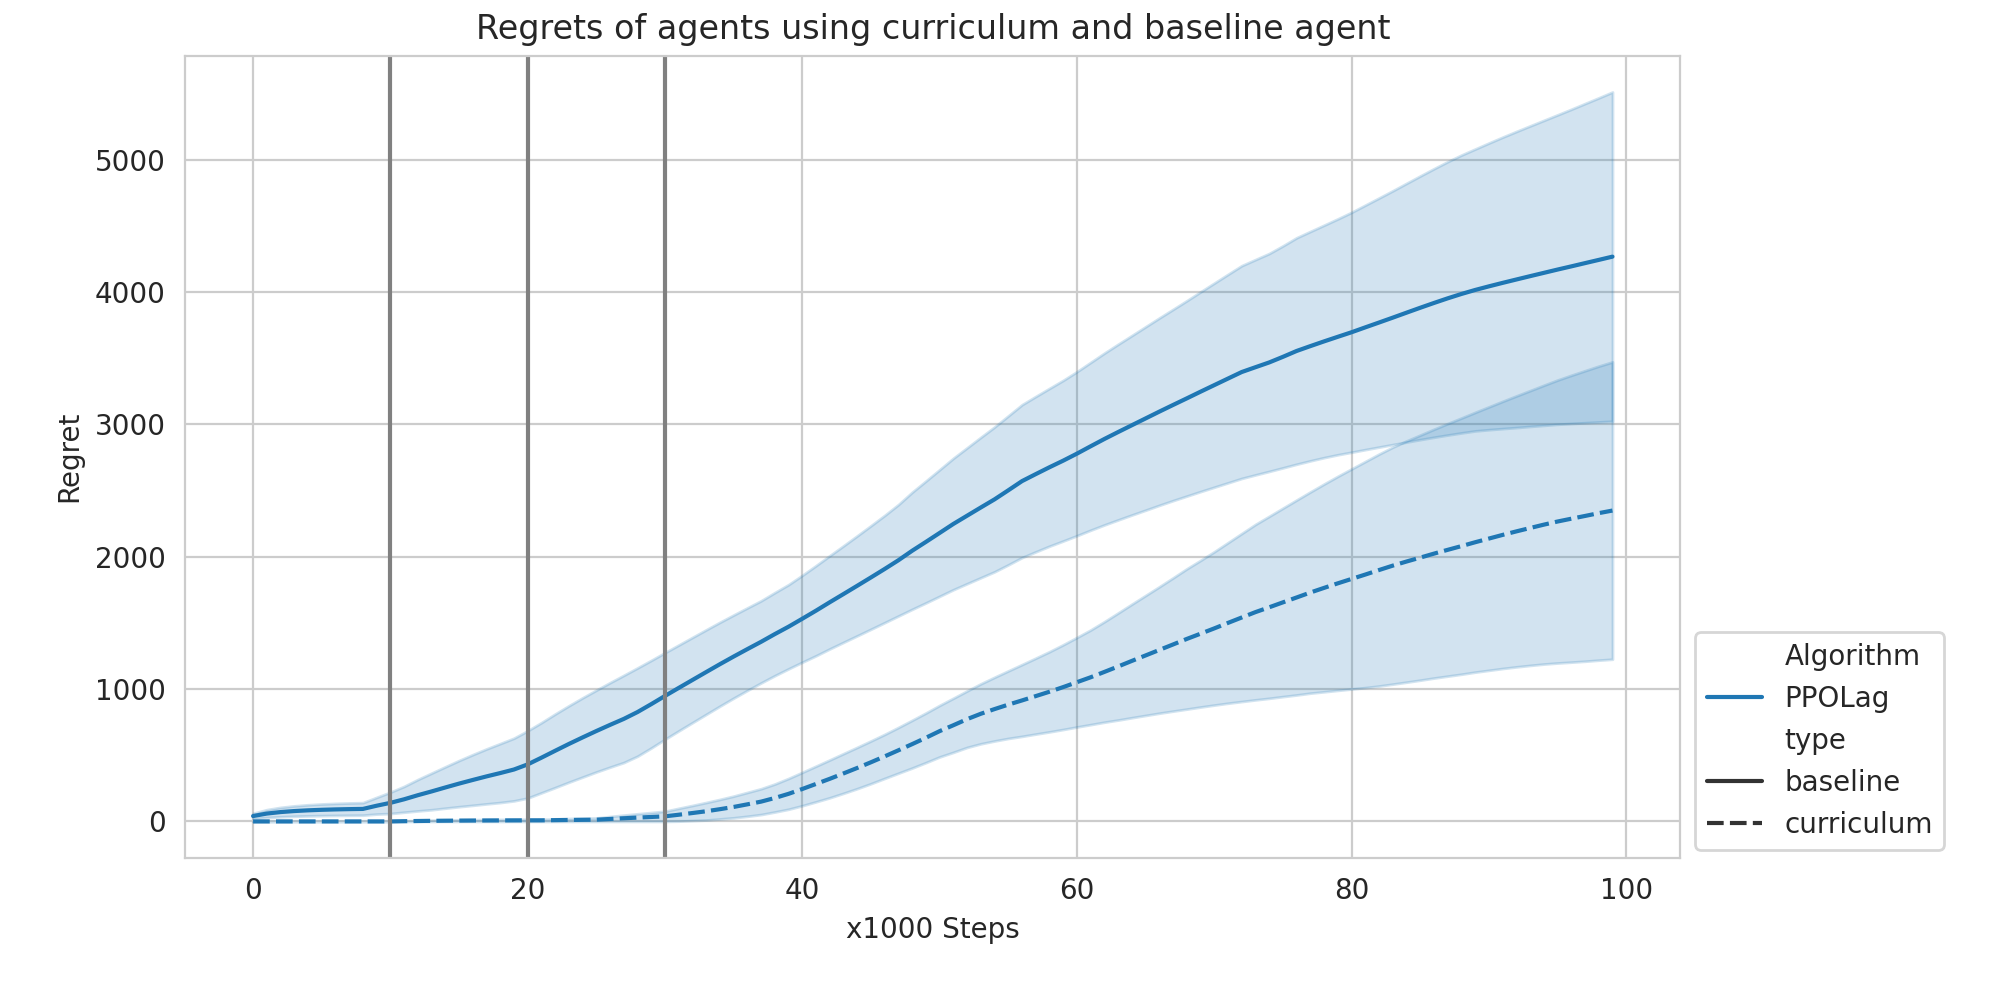 Regrets of agents using curriculum and baseline agent
5000
4000
3000
2000
1000
0
Regret
0 20 40 60 80 100
x1000 Steps
Algorithm
PPOLag
type
baseline
curriculum